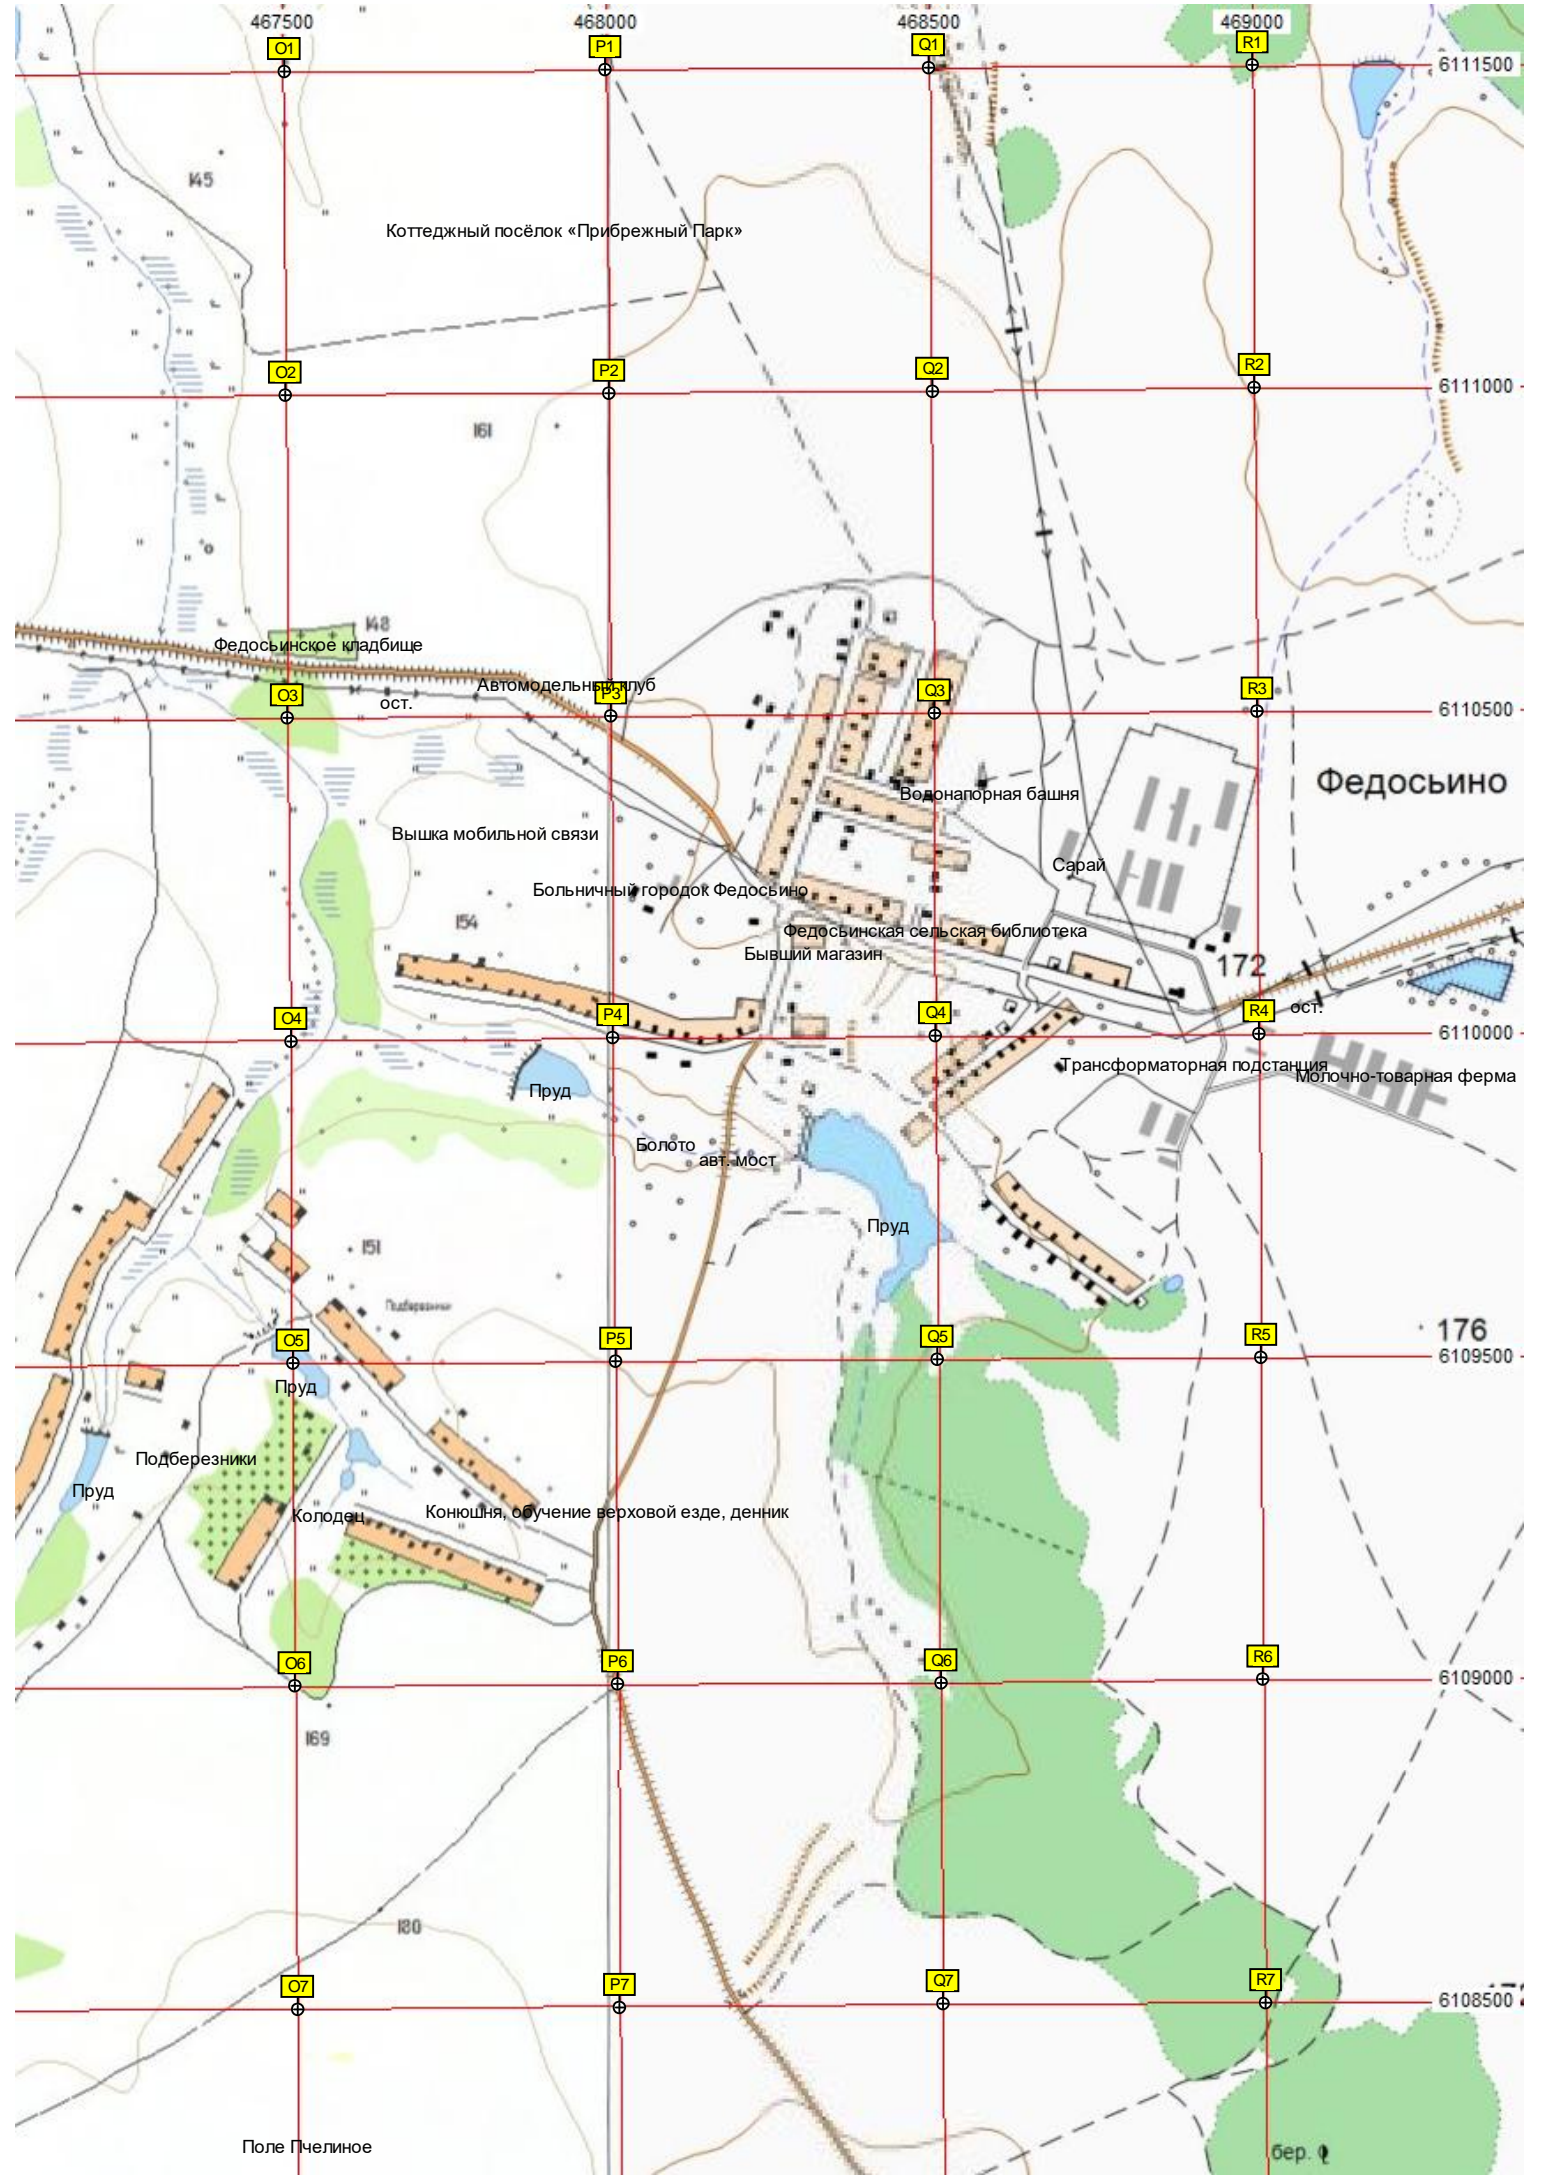 467500 468000 468500 469000
O1 P1 Q1 R1
6111500
145
Коттеджный посёлок «Прибрежный Парк»
O2 P2 Q2 R2
6111000
161
148
Федосьинское кладбище
Автомодельный клуб
O3 P3 Q3 R3
ост.
6110500
Федосьино
Водонапорная башня
Вышка мобильной связи
Сарай
Больничный городок Федосьино
154
Федосьинская сельская библиотека
Бывший магазин
172
ост.
O4 P4 Q4 R4
6110000
Трансформаторная подстанция
Молочно-товарная ферма
Пруд
Болото
авт. мост
Пруд
151
Подберезники
176
O5 P5 Q5 R5
6109500
Пруд
Подберезники
Пруд
Колодец
Конюшня, обучение верховой езде, денник
O6 P6 Q6 R6
6109000
169
180
O7 P7 Q7 R7
6108500
Поле Пчелиное
бер.